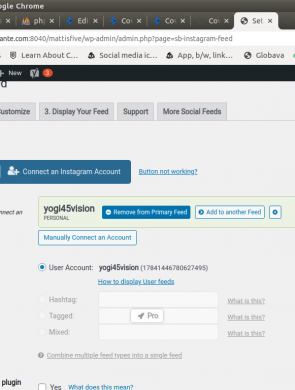 ogle Chrome
ph
Edi
Co
Co
Co
Se
ante.com:8040/mattisfive/wp-admin/admin.php?page=sb-instagram-feed
Learn About C…
Social media ic…
App, b/w, link…
Globava
+ New 3
d
ustomize 3. Display Your Feed Support More Social Feeds
Connect an Instagram Account Button not working?
onnect an
yogi45vision
PERSONAL
Remove from Primary Feed
Add to another Feed
Manually Connect an Account
User Account: yogi45vision (17841446780627495)
How to display User feeds
Hashtag: What is this?
Tagged: Pro What is this?
Mixed: What is this?
Combine multiple feed types into a single feed
plugin
Yes What does this mean?